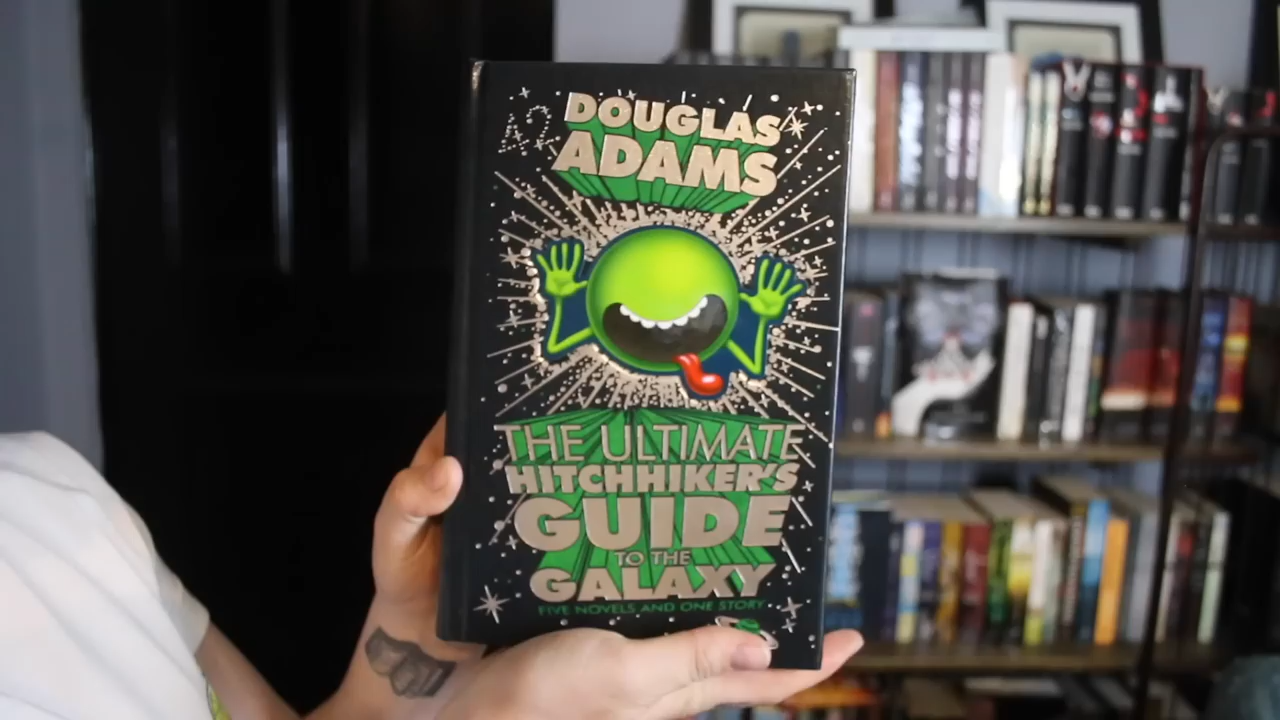 42
DOUGLAS
ADAMS
THE ULTIMATE
HITCHHIKER'S
GUIDE
TO THE
GALAXY
FIVE NOVELS AND ONE STORY